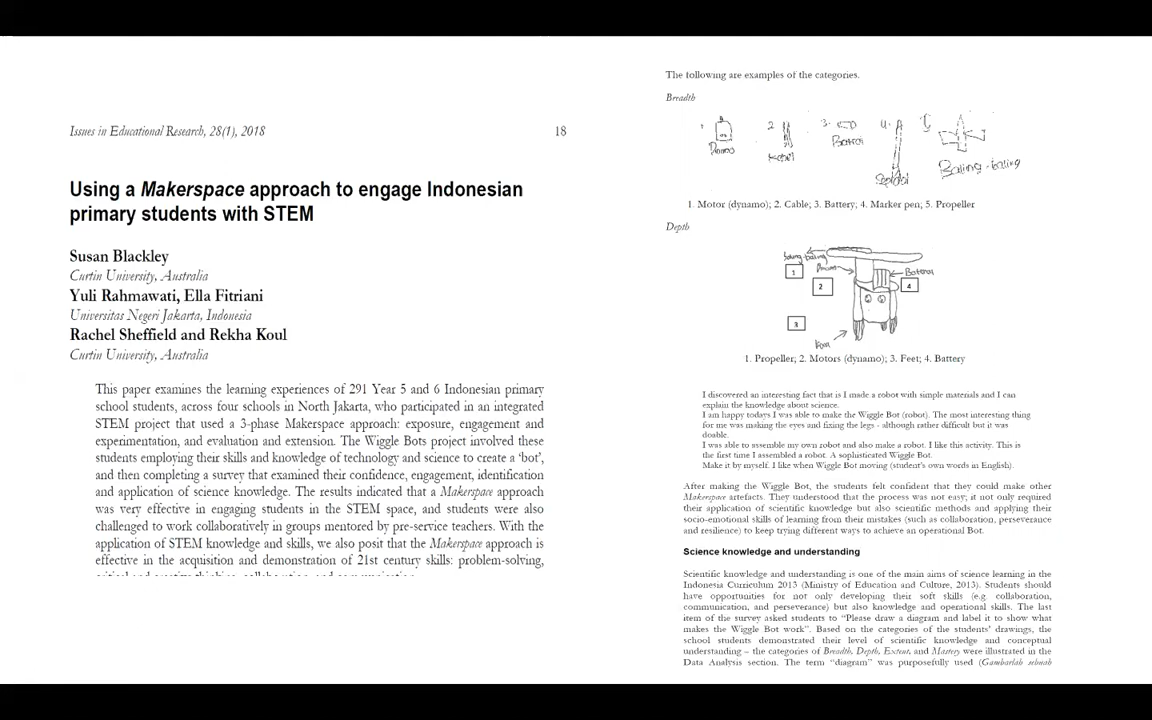 Issues in Educational Research, 28(1), 2018
18
Using a Makerspace approach to engage Indonesian
primary students with STEM
Susan Blackley
Curtin University, Australia
Yuli Rahmawati, Ella Fitriani
Universitas Negeri Jakarta, Indonesia
Rachel Sheffield and Rekha Koul
Curtin University, Australia
This paper examines the learning experiences of 291 Year 5 and 6 Indonesian primary
school students, across four schools in North Jakarta, who participated in an integrated
STEM project that used a 3-phase Makerspace approach: exposure, engagement and
experimentation, and evaluation and extension. The Wiggle Bots project involved these
students employing their skills and knowledge of technology and science to create a ‘bot’,
and then completing a survey that examined their confidence, engagement, identification
and application of science knowledge. The results indicated that a Makerspace approach
was very effective in engaging students in the STEM space, and students were also
challenged to work collaboratively in groups mentored by pre-service teachers. With the
application of STEM knowledge and skills, we also posit that the Makerspace approach is
effective in the acquisition and demonstration of 21st century skills: problem-solving,
The following are examples of the categories.
Breadth
2. 3. 4.
Dinamo
Kabel
Batrai
Spidol
Baling-baling
1. Motor (dynamo); 2. Cable; 3. Battery; 4. Marker pen; 5. Propeller
Depth
baling
Batrai
1
2
4
3
1. Propeller; 2. Motors (dynamo); 3. Feet; 4. Battery
I discovered an interesting fact that is I made a robot with simple materials and I can
explain the knowledge about science.
I am happy todays I was able to make the Wiggle Bot (robot). The most interesting thing
for me was making the eyes and fixing the legs - although rather difficult but it was
doable.
I was able to assemble my own robot and also make a robot. I like this activity. This is
the first time I assembled a robot. A sophisticated Wiggle Bot.
Make it by myself. I like when Wiggle Bot moving (student’s own words in English).
After making the Wiggle Bot, the students felt confident that they could make other
Makerspace artefacts. They understood that the process was not easy; it not only required
their application of scientific knowledge but also scientific methods and applying their
socio-emotional skills of learning from their mistakes (such as collaboration, perseverance
and resilience) to keep trying different ways to achieve an operational Bot.
Science knowledge and understanding
Scientific knowledge and understanding is one of the main aims of science learning in the
Indonesia Curriculum 2013 (Ministry of Education and Culture, 2013). Students should
have opportunities for not only developing their soft skills (e.g. collaboration,
communication, and perseverance) but also knowledge and operational skills. The last
item of the survey asked students to “Please draw a diagram and label it to show what
makes the Wiggle Bot work”. Based on the categories of the students’ drawings, the
school students demonstrated their level of scientific knowledge and conceptual
understanding – the categories of Breadth, Depth, Extent, and Mastery were illustrated in the
Data Analysis section. The term “diagram” was purposefully used (Gambarlah sebuah